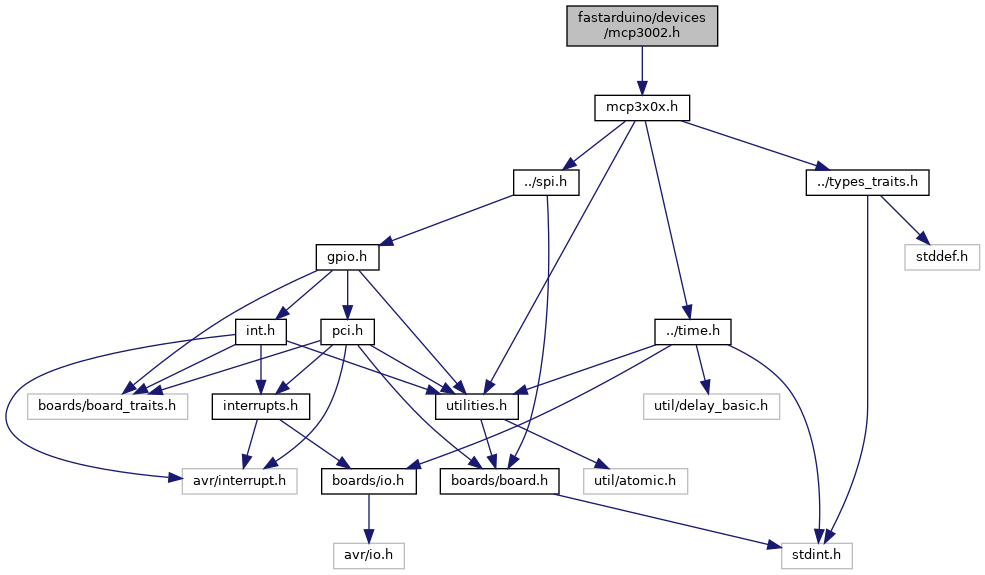 fastarduino/devices
/mcp3002.h
mcp3x0x.h
../spi.h
../types_traits.h
gpio.h
stddef.h
int.h
pci.h
../time.h
boards/board_traits.h
interrupts.h
utilities.h
util/delay_basic.h
avr/interrupt.h
boards/io.h
boards/board.h
util/atomic.h
avr/io.h
stdint.h